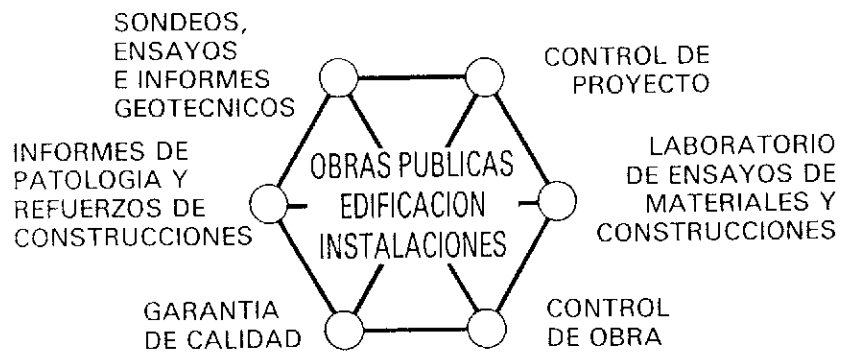 SONDEOS,
ENSAYOS
E INFORMES
GEOTECNICOS
CONTROL DE
PROYECTO
INFORMES DE
PATOLOGIA Y
REFUERZOS DE
CONSTRUCCIONES
OBRAS PUBLICAS
EDIFICACION
INSTALACIONES
LABORATORIO
DE ENSAYOS DE
MATERIALES Y
CONSTRUCCIONES
GARANTIA
DE CALIDAD
CONTROL
DE OBRA